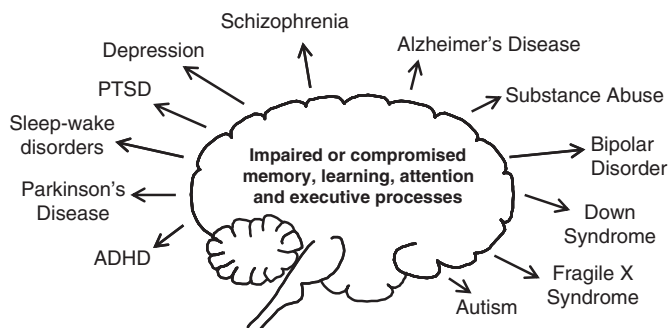 Schizophrenia
Depression
Alzheimer's Disease
PTSD
Substance Abuse
Sleep-wake
disorders
Impaired or compromised
memory, learning, attention
and executive processes
Bipolar
Disorder
Parkinson's
Disease
Down
Syndrome
ADHD
Fragile X
Syndrome
Autism